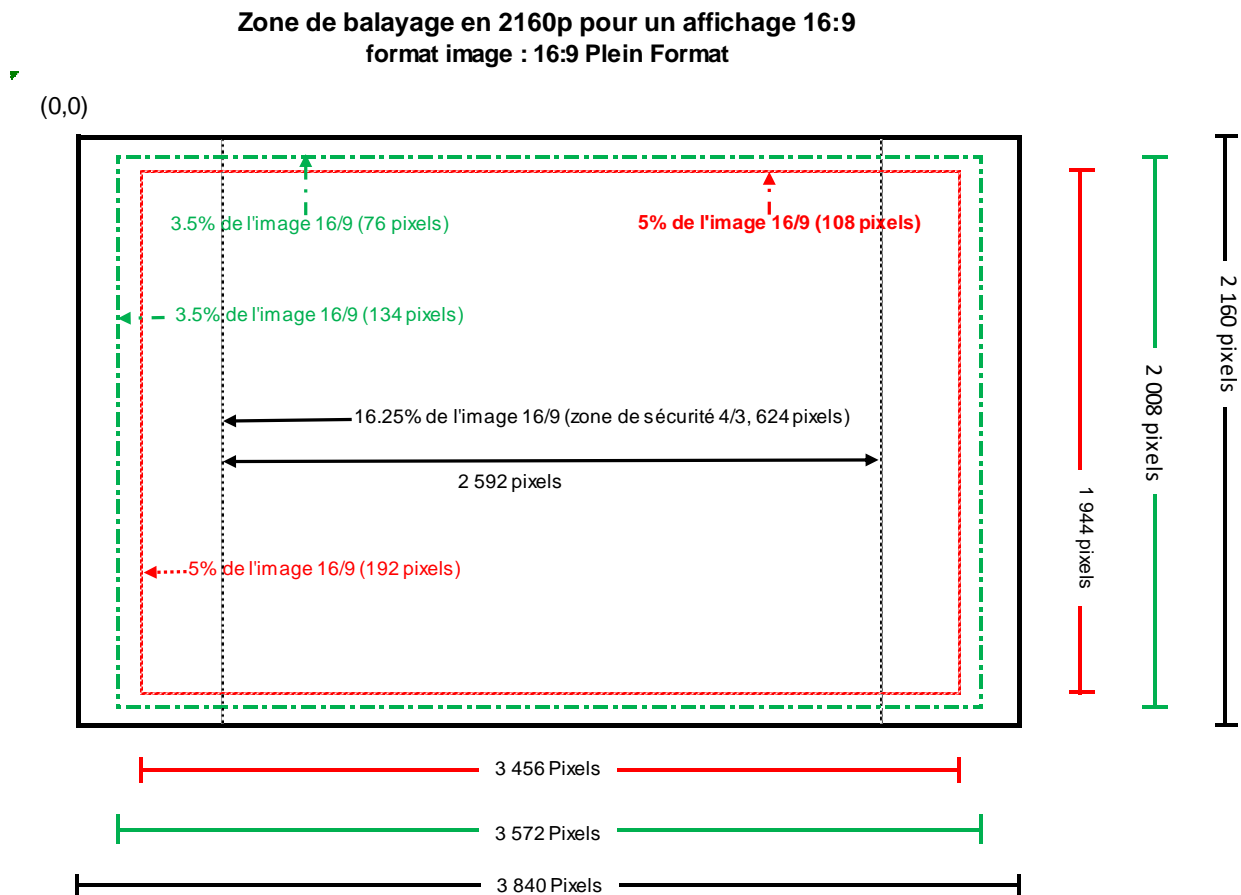 Zone de balayage en 2160p pour un affichage 16:9
format image : 16:9 Plein Format
(0,0)
3.5% de l'image 16/9 (76 pixels)
5% de l'image 16/9 (108 pixels)
3.5% de l'image 16/9 (134 pixels)
16.25% de l'image 16/9 (zone de sécurité 4/3, 624 pixels)
2 592 pixels
5% de l'image 16/9 (192 pixels)
1 944 pixels
2 008 pixels
2 160 pixels
3 456 Pixels
3 572 Pixels
3 840 Pixels